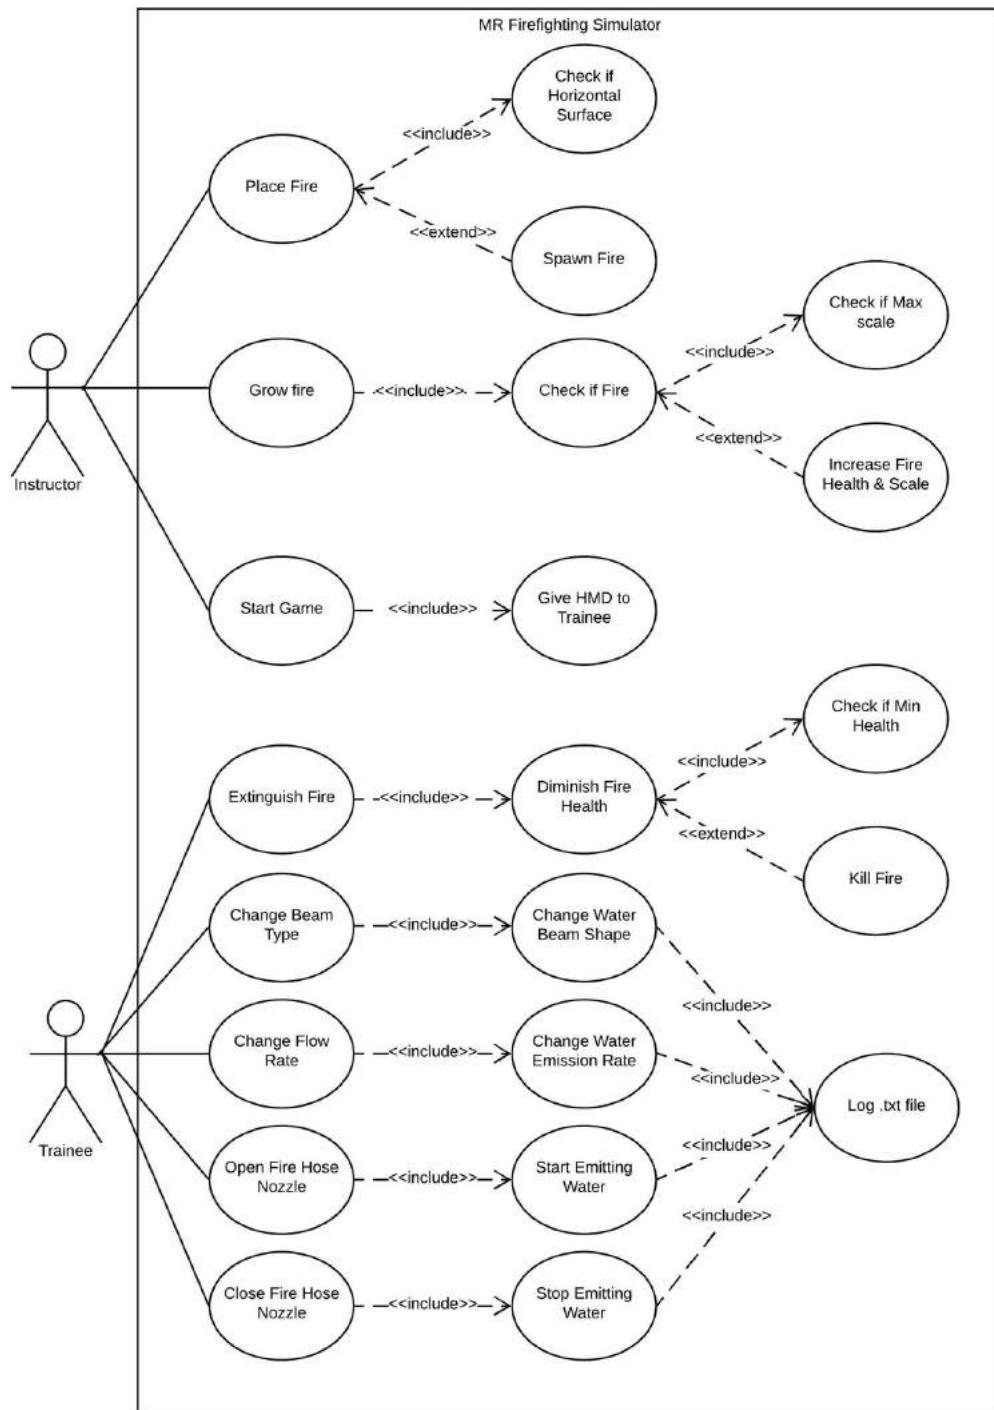 MR Firefighting Simulator
Check if
Horizontal
Surface
<<include>>
Place Fire
<<extend>>
Spawn Fire
Check if Max
scale
<<include>>
Grow fire
<<include>>
Check if Fire
<<extend>>
Increase Fire
Health & Scale
Instructor
Start Game
<<include>>
Give HMD to
Trainee
Check if Min
Health
<<include>>
Extinguish Fire
<<include>>
Diminish Fire
Health
<<extend>>
Kill Fire
Change Beam
Type
<<include>>
Change Water
Beam Shape
<<include>>
Change Flow
Rate
<<include>>
Change Water
Emission Rate
<<include>>
Log .txt file
Trainee
<<include>>
Open Fire Hose
Nozzle
<<include>>
Start Emitting
Water
<<include>>
Close Fire Hose
Nozzle
<<include>>
Stop Emitting
Water